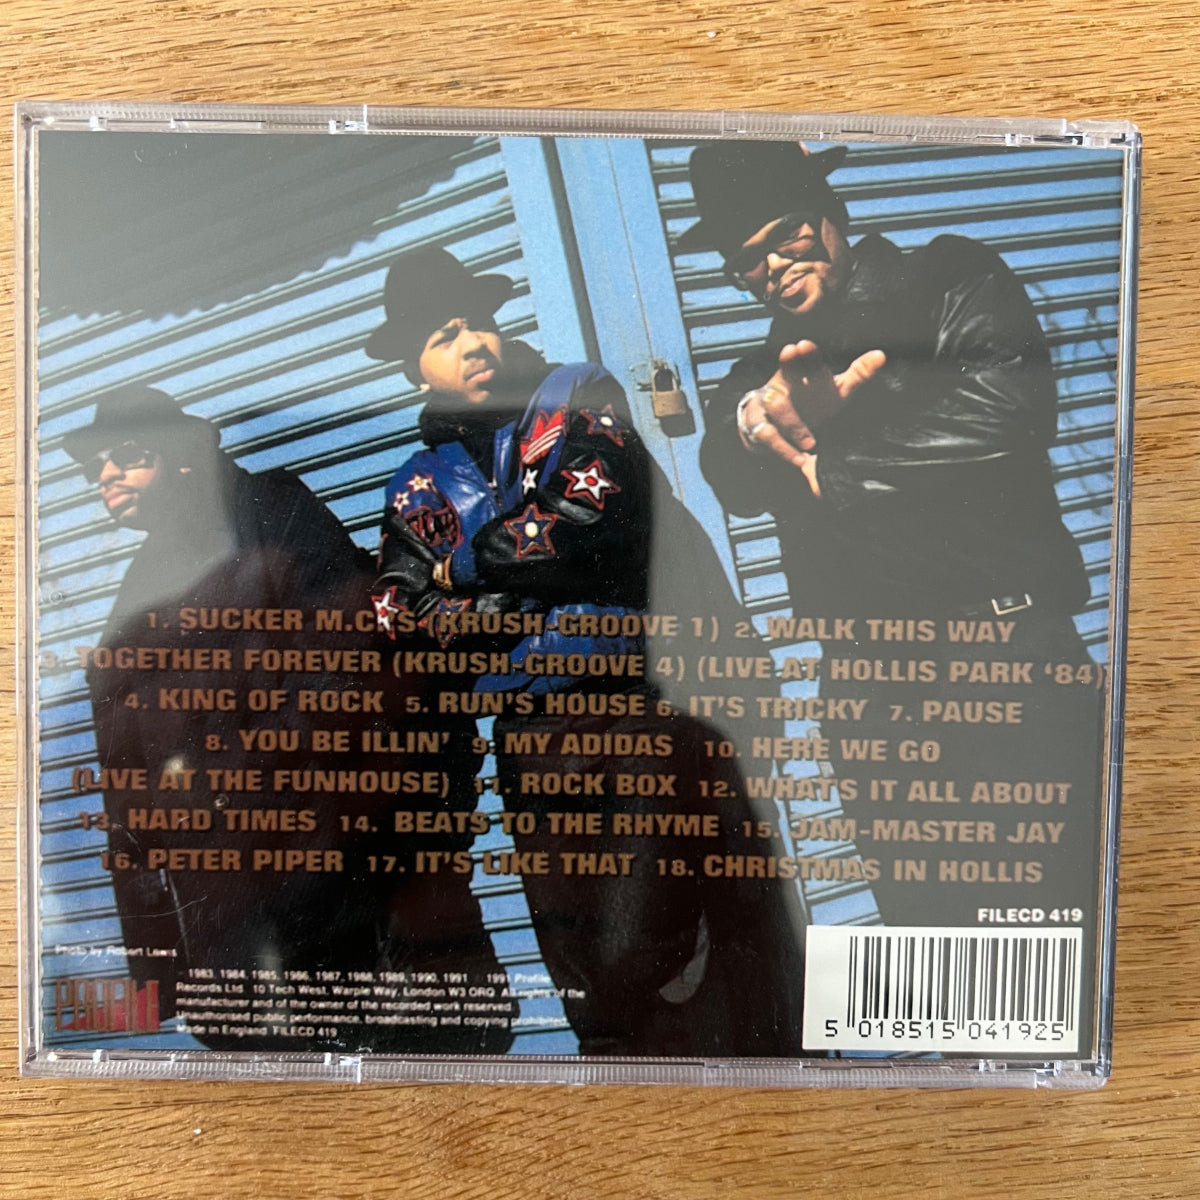 1. SUCKER M.C.'S (KRUSH-GROOVE 1) 2. WALK THIS WAY
3. TOGETHER FOREVER (KRUSH-GROOVE 4) (LIVE AT HOLLIS PARK '84)
4. KING OF ROCK 5. RUN'S HOUSE 6. IT'S TRICKY 7. PAUSE
8. YOU BE ILLIN' 9. MY ADIDAS 10. HERE WE GO
(LIVE AT THE FUNHOUSE) 11. ROCK BOX 12. WHAT'S IT ALL ABOUT
13. HARD TIMES 14. BEATS TO THE RHYME 15. JAM-MASTER JAY
16. PETER PIPER 17. IT'S LIKE THAT 18. CHRISTMAS IN HOLLIS
FILECD 419
Photo by Robert Lewis
1983, 1984, 1985, 1986, 1987, 1988, 1989, 1990, 1991 1991 Profile
Records Ltd. 10 Tech West, Warple Way, London W3 ORQ. All rights of the
manufacturer and of the owner of the recorded work reserved.
Unauthorised public performance, broadcasting and copying prohibited.
Made in England. FILECD 419
PROFILE
5 018515 041925